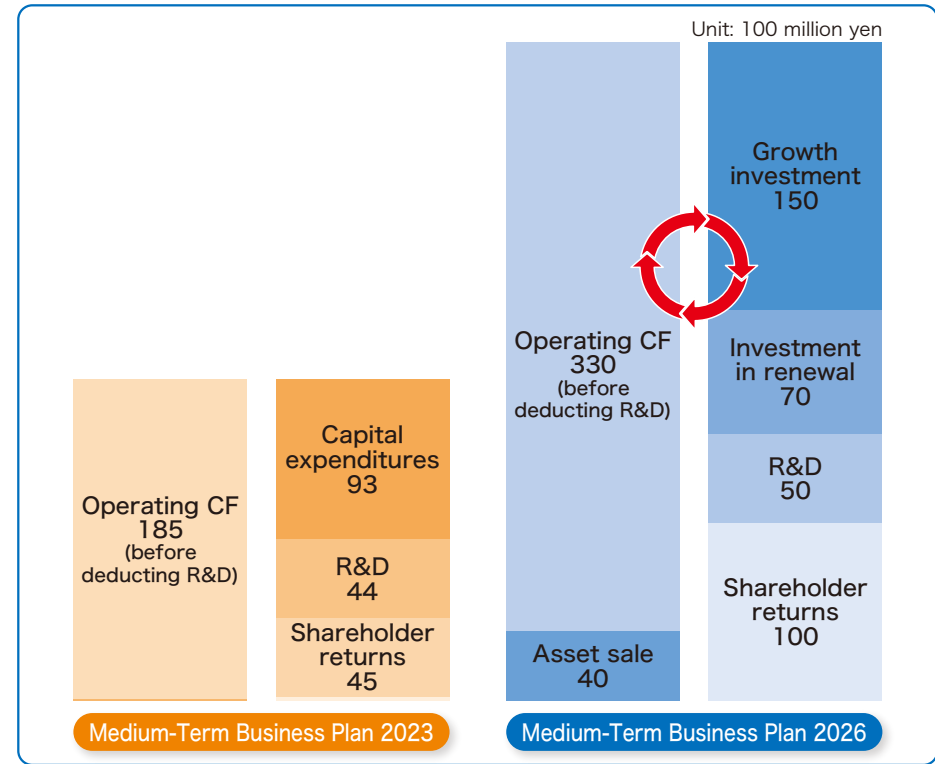 Unit: 100 million yen
Operating CF
185
(before
deducting R&D)
Capital
expenditures
93
R&D
44
Shareholder
returns
45
Medium-Term Business Plan 2023
Operating CF
330
(before
deducting R&D)
Asset sale
40
Growth
investment
150
Investment
in renewal
70
R&D
50
Shareholder
returns
100
Medium-Term Business Plan 2026